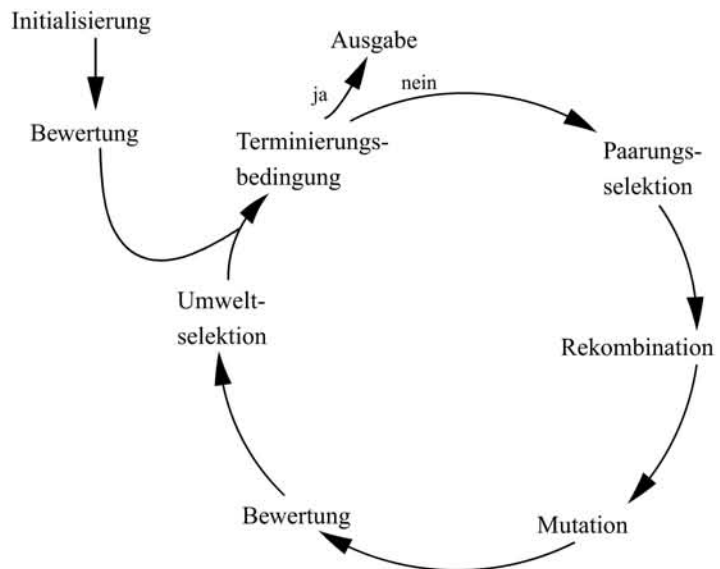 Initialisierung
Bewertung
Ausgabe
ja
nein
Terminierungs-
bedingung
Paarungs-
selektion
Rekombination
Mutation
Bewertung
Umwelt-
selektion